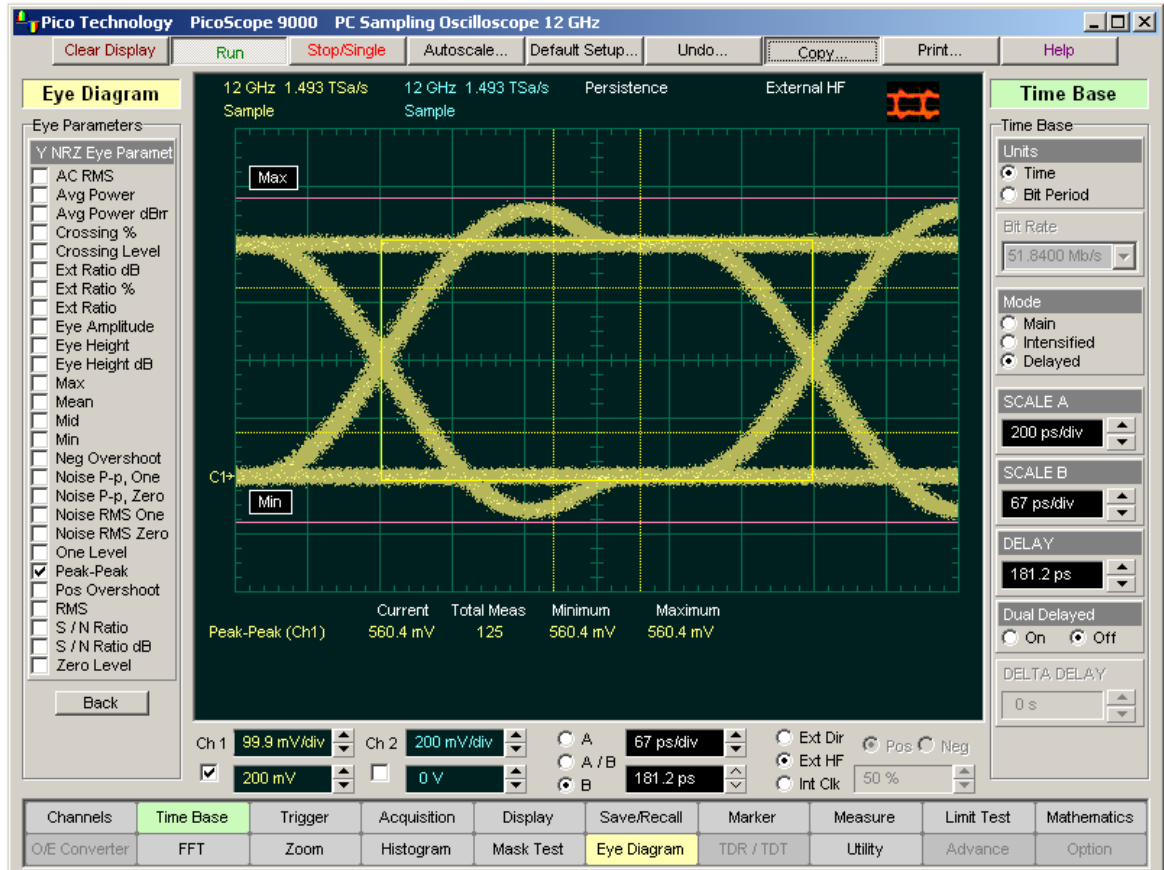 Pico Technology PicoScope 9000 PC Sampling Oscilloscope 12 GHz
Clear Display Run Stop/Single Autoscale... Default Setup... Undo... Copy... Print... Help
Eye Diagram
Eye Parameters
Y NRZ Eye Paramet
AC RMS
Avg Power
Avg Power dBm
Crossing %
Crossing Level
Ext Ratio dB
Ext Ratio %
Ext Ratio
Eye Amplitude
Eye Height
Eye Height dB
Max
Mean
Mid
Min
Neg Overshoot
Noise P-p, One
Noise P-p, Zero
Noise RMS One
Noise RMS Zero
One Level
Peak-Peak
Pos Overshoot
RMS
S / N Ratio
S / N Ratio dB
Zero Level
Back
12 GHz 1.493 TSa/s 12 GHz 1.493 TSa/s Persistence External HF
Sample Sample
Max
C1
Min
Current Total Meas Minimum Maximum
Peak-Peak (Ch1) 560.4 mV 125 560.4 mV 560.4 mV
Time Base
Time Base
Units
Time
Bit Period
Bit Rate
51.8400 Mb/s
Mode
Main
Intensified
Delayed
SCALE A
200 ps/div
SCALE B
67 ps/div
DELAY
181.2 ps
Dual Delayed
On Off
DELTA DELAY
0 s
Ch 1 99.9 mV/div Ch 2 200 mV/div A 67 ps/div Ext Dir Pos Neg
A / B Ext HF
200 mV 0 V B 181.2 ps Int Clk 50 %
Channels Time Base Trigger Acquisition Display Save/Recall Marker Measure Limit Test Mathematics
O/E Converter FFT Zoom Histogram Mask Test Eye Diagram TDR / TDT Utility Advance Option